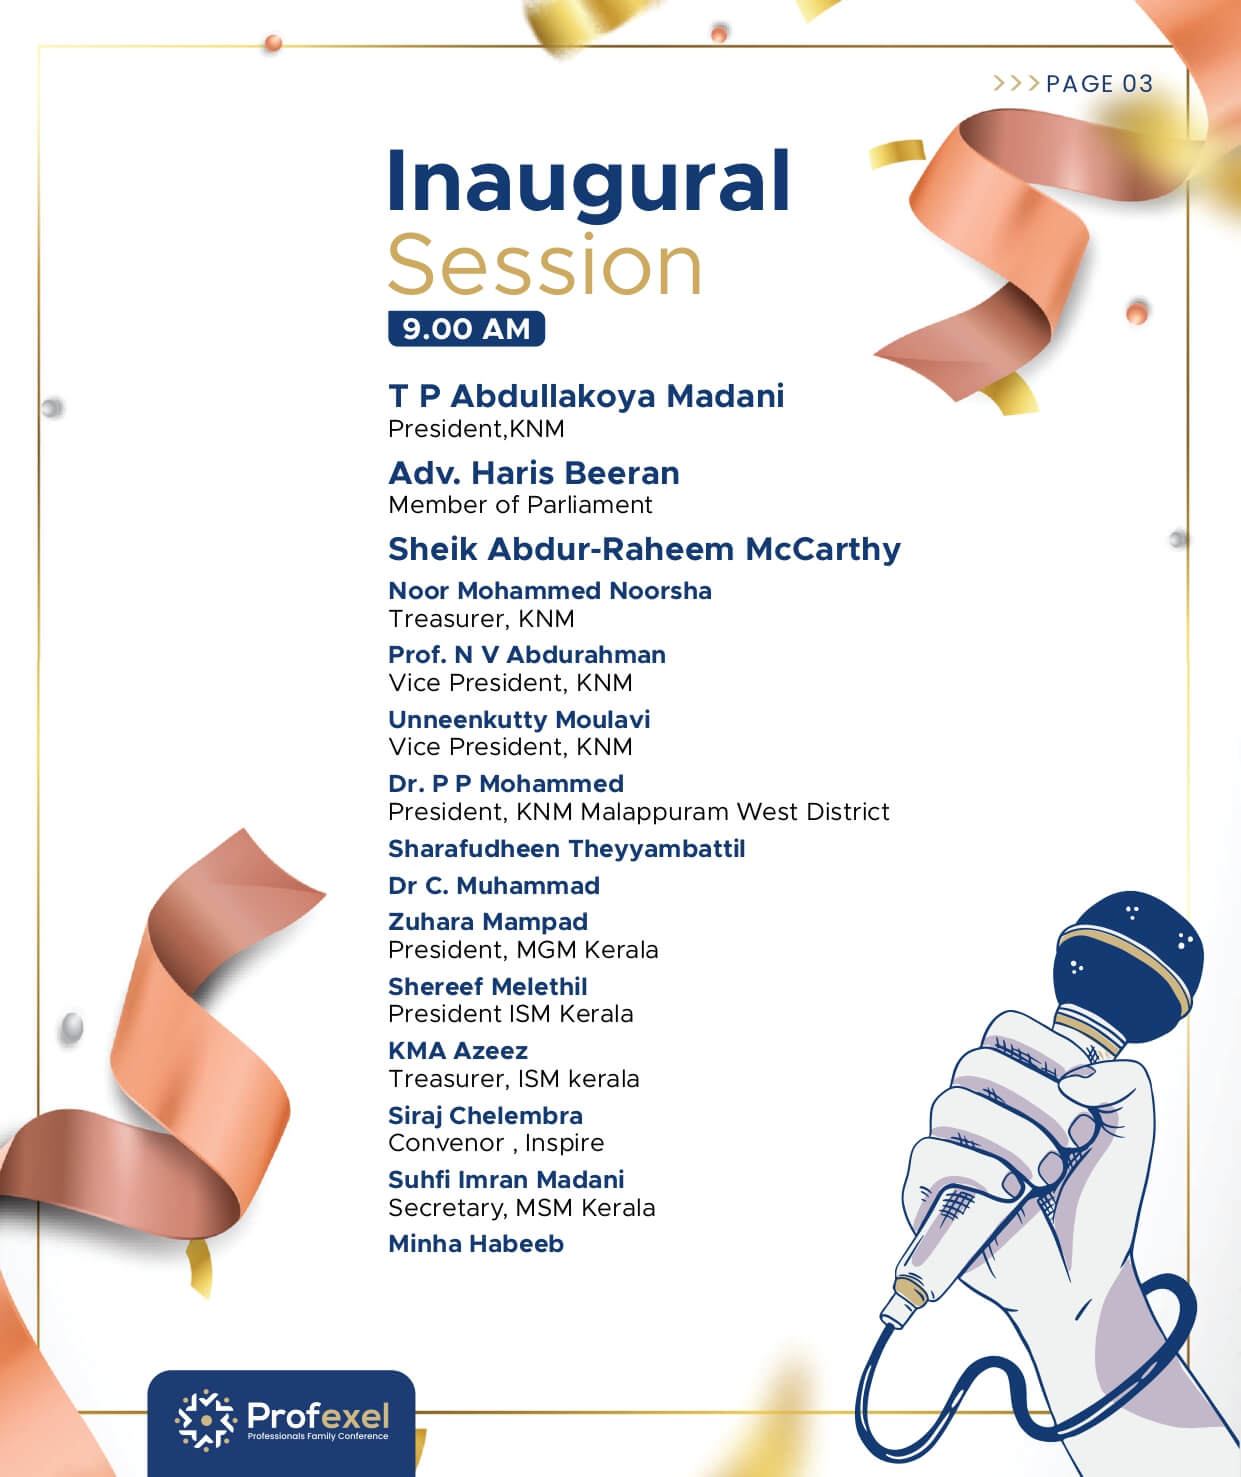 >>> PAGE 03
Inaugural
Session
9.00 AM
T P Abdullakoya Madani
President,KNM
Adv. Haris Beeran
Member of Parliament
Sheik Abdur-Raheem McCarthy
Noor Mohammed Noorsha
Treasurer, KNM
Prof. N V Abdurahman
Vice President, KNM
Unneenkutty Moulavi
Vice President, KNM
Dr. P P Mohammed
President, KNM Malappuram West District
Sharafudheen Theyyambattil
Dr C. Muhammad
Zuhara Mampad
President, MGM Kerala
Shereef Melethil
President ISM Kerala
KMA Azeez
Treasurer, ISM kerala
Siraj Chelembra
Convenor , Inspire
Suhfi Imran Madani
Secretary, MSM Kerala
Minha Habeeb
Profexel
Professionals Family Conference